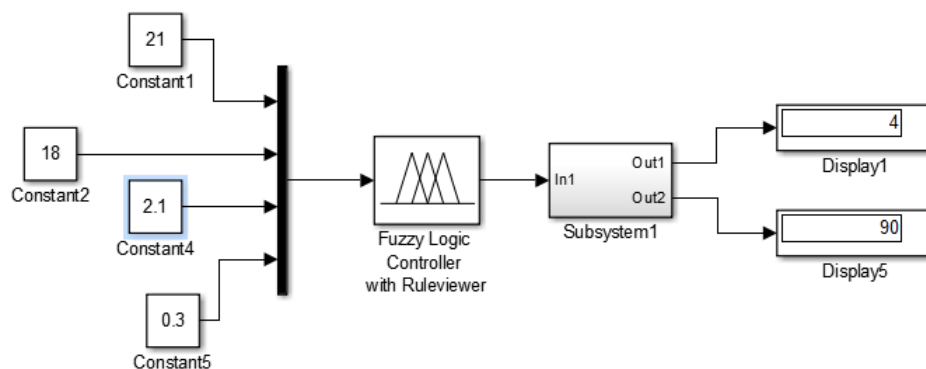 21
Constant1
18
Constant2
2.1
Constant4
0.3
Constant5
Fuzzy Logic
Controller
with Ruleviewer
In1
Out1
Out2
Subsystem1
4
Display1
90
Display5